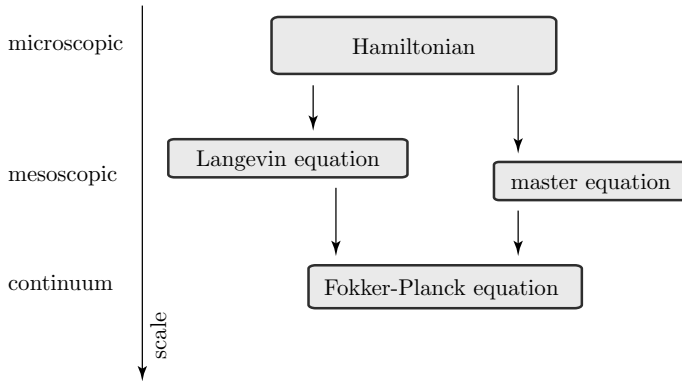 microscopic
Hamiltonian
Langevin equation
mesoscopic
master equation
continuum
Fokker-Planck equation
scale